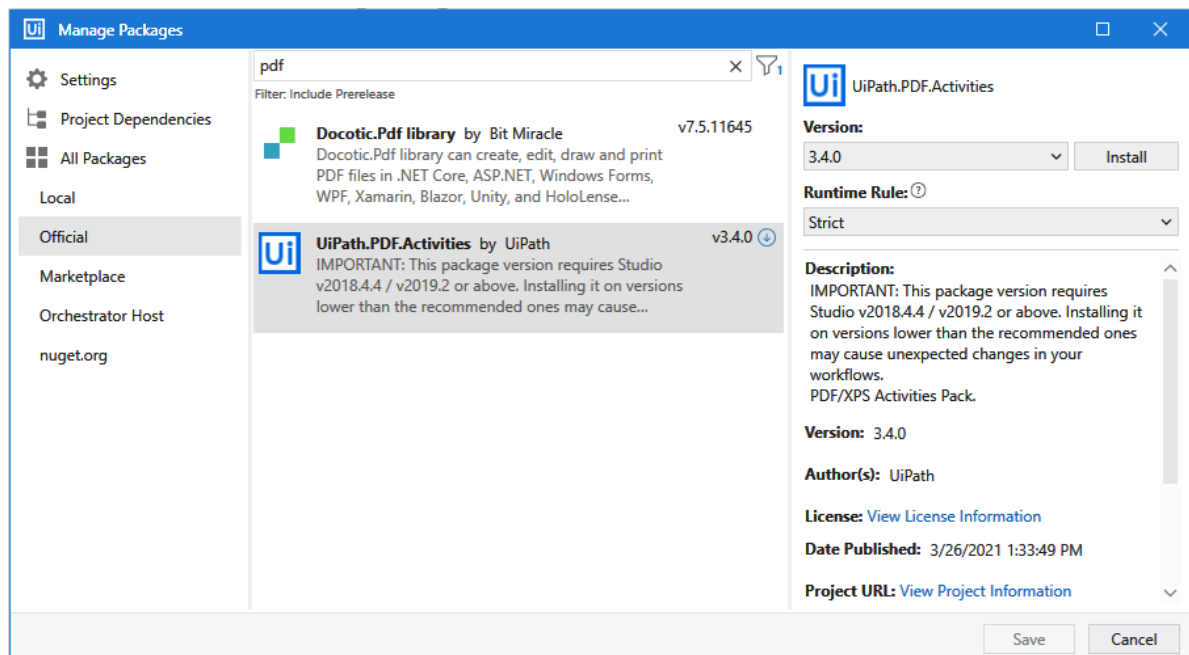 Ui Manage Packages
Settings
Project Dependencies
All Packages
Local
Official
Marketplace
Orchestrator Host
nuget.org
pdf
1
Filter: Include Prerelease
Docotic.Pdf library by Bit Miracle v7.5.11645
Docotic.Pdf library can create, edit, draw and print
PDF files in .NET Core, ASP.NET, Windows Forms,
WPF, Xamarin, Blazor, Unity, and HoloLense...
Ui
UiPath.PDF.Activities by UiPath v3.4.0
IMPORTANT: This package version requires Studio
v2018.4.4 / v2019.2 or above. Installing it on versions
lower than the recommended ones may cause...
Ui UiPath.PDF.Activities
Version:
3.4.0 Install
Runtime Rule: ?
Strict
Description:
IMPORTANT: This package version requires
Studio v2018.4.4 / v2019.2 or above. Installing it
on versions lower than the recommended ones
may cause unexpected changes in your
workflows.
PDF/XPS Activities Pack.
Version: 3.4.0
Author(s): UiPath
License: View License Information
Date Published: 3/26/2021 1:33:49 PM
Project URL: View Project Information
Save Cancel